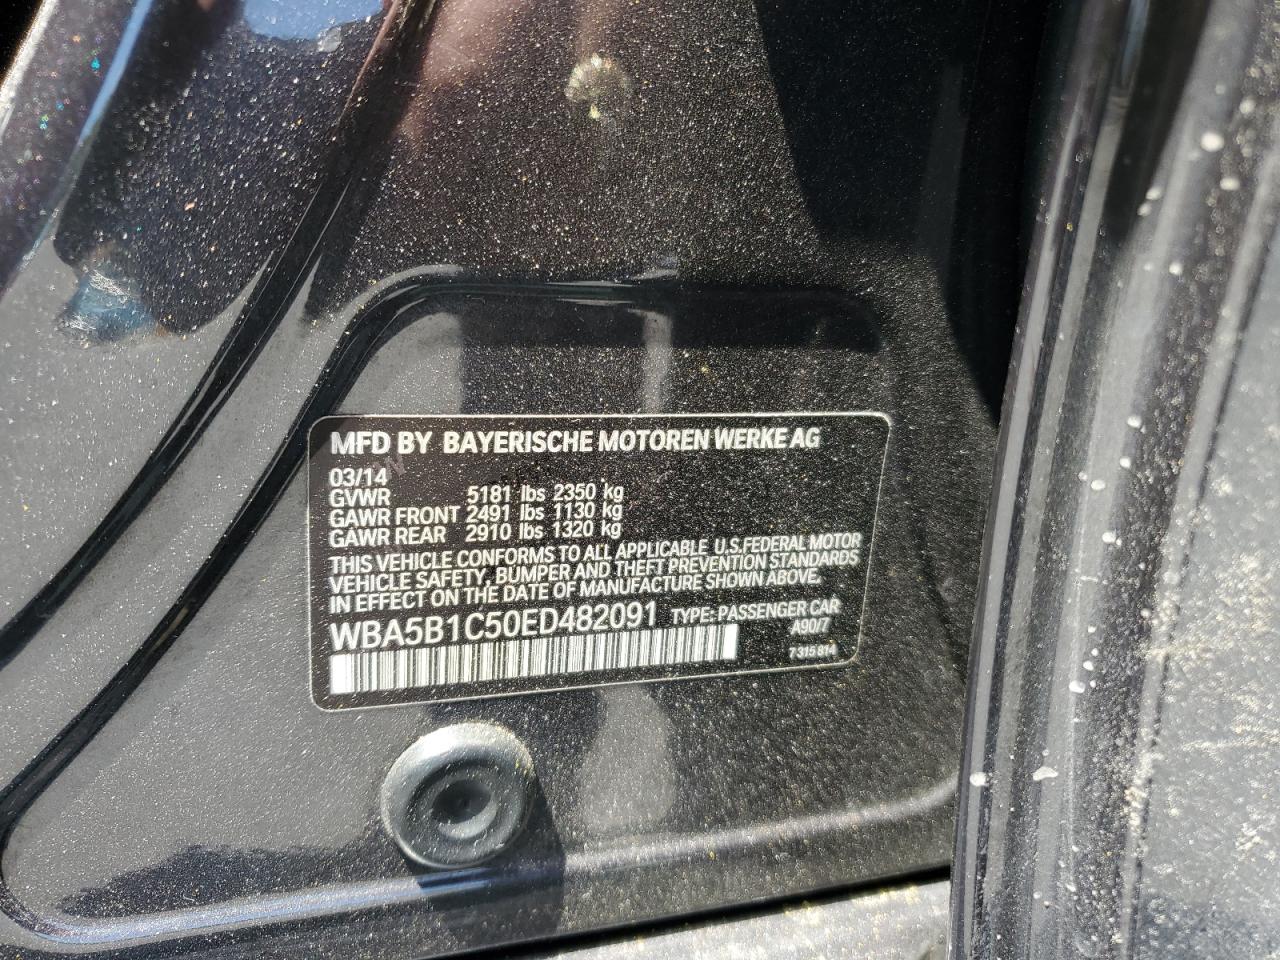 MFD BY BAYERISCHE MOTOREN WERKE AG
03/14
GVWR 5181 lbs 2350 kg
GAWR FRONT 2491 lbs 1130 kg
GAWR REAR 2910 lbs 1320 kg
THIS VEHICLE CONFORMS TO ALL APPLICABLE U.S.FEDERAL MOTOR
VEHICLE SAFETY, BUMPER AND THEFT PREVENTION STANDARDS
IN EFFECT ON THE DATE OF MANUFACTURE SHOWN ABOVE.
WBA5B1C50ED482091 TYPE: PASSENGER CAR
A90/7
7 315 814